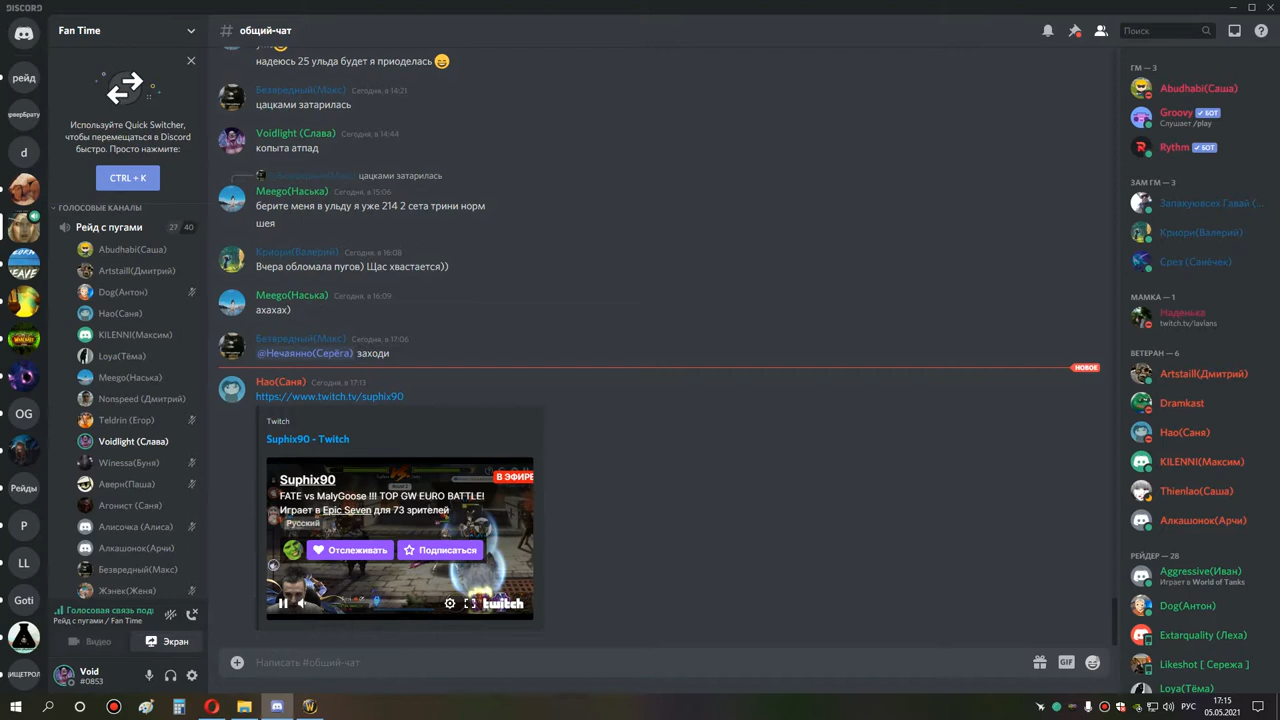 DISCORD
Fan Time
общий-чат
Поиск
надеюсь 25 ульда будет я приоделась
Безвредный(Макс) Сегодня, в 14:21
цацками затарилась
Voidlight (Слава) Сегодня, в 14:44
копыта атпад
цацками затарилась
Meego(Наська) Сегодня, в 15:06
берите меня в ульду я уже 214 2 сета трини норм
шея
Криори(Валерий) Сегодня, в 16:08
Вчера обломала пугов) Щас хвастается))
Meego(Наська) Сегодня, в 16:09
ахахах)
Безвредный(Макс) Сегодня, в 17:06
@Нечаянно(Серёга) заходи
НОВОЕ
Нао(Саня) Сегодня, в 17:13
https://www.twitch.tv/suphix90
Twitch
Suphix90 - Twitch
Suphix90
В ЭФИРЕ
FATE vs MalyGoose !!! TOP GW EURO BATTLE!
Играет в Epic Seven для 73 зрителей
Русский
Отслеживать
Подписаться
twitch
Написать #общий-чат
GIF
Используйте Quick Switcher,
чтобы перемещаться в Discord
быстро. Просто нажмите:
CTRL + K
ГОЛОСОВЫЕ КАНАЛЫ
Рейд с пугами 27 40
Abudhabi(Саша)
Artstaill(Дмитрий)
Dog(Антон)
Нао(Саня)
KILENNI(Максим)
Loya(Тёма)
Meego(Наська)
Nonspeed (Дмитрий)
Teldrin (Егор)
Voidlight (Слава)
Winessa(Буня)
Аверн(Паша)
Агонист (Саня)
Алисочка (Алиса)
Алкашонок(Арчи)
Безвредный(Макс)
Жэнек(Женя)
Голосовая связь под
Рейд с пугами / Fan Time
Видео
Экран
Void
#0853
рейд
d
OG
Рейды
P
LL
Goti
ГМ — 3
Abudhabi(Саша)
Groovy БОТ
Слушает /play
Rythm БОТ
ЗАМ ГМ — 3
Запакуювсех Гавай (...
Криори(Валерий)
Срез (Санёчек)
МАМКА — 1
Маденька
twitch.tv/lavlans
ВЕТЕРАН — 6
Artstaill(Дмитрий)
Dramkast
Нао(Саня)
KILENNI(Максим)
Thienlao(Саша)
Алкашонок(Арчи)
РЕЙДЕР — 28
Aggressive(Иван)
Играет в World of Tanks
Dog(Антон)
Extarquality (Леха)
Likeshot [ Сережа ]
Loya(Тёма)
РУС
17:15
05.05.2021